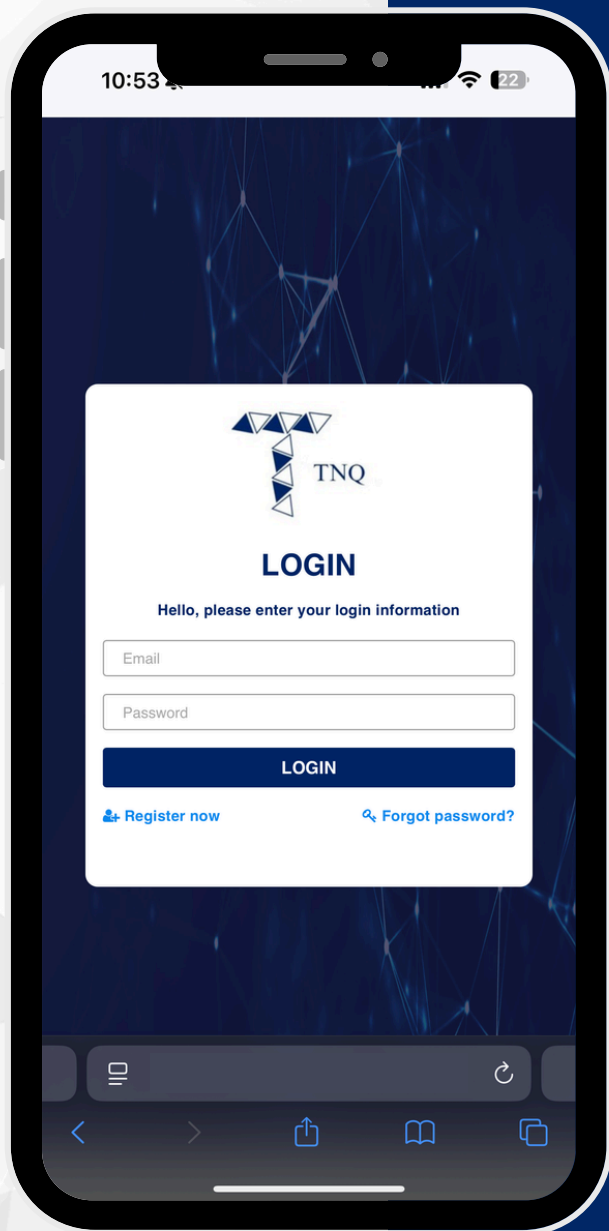 10:53
22
TNQ
LOGIN
Hello, please enter your login information
Email
Password
LOGIN
Register now
Forgot password?